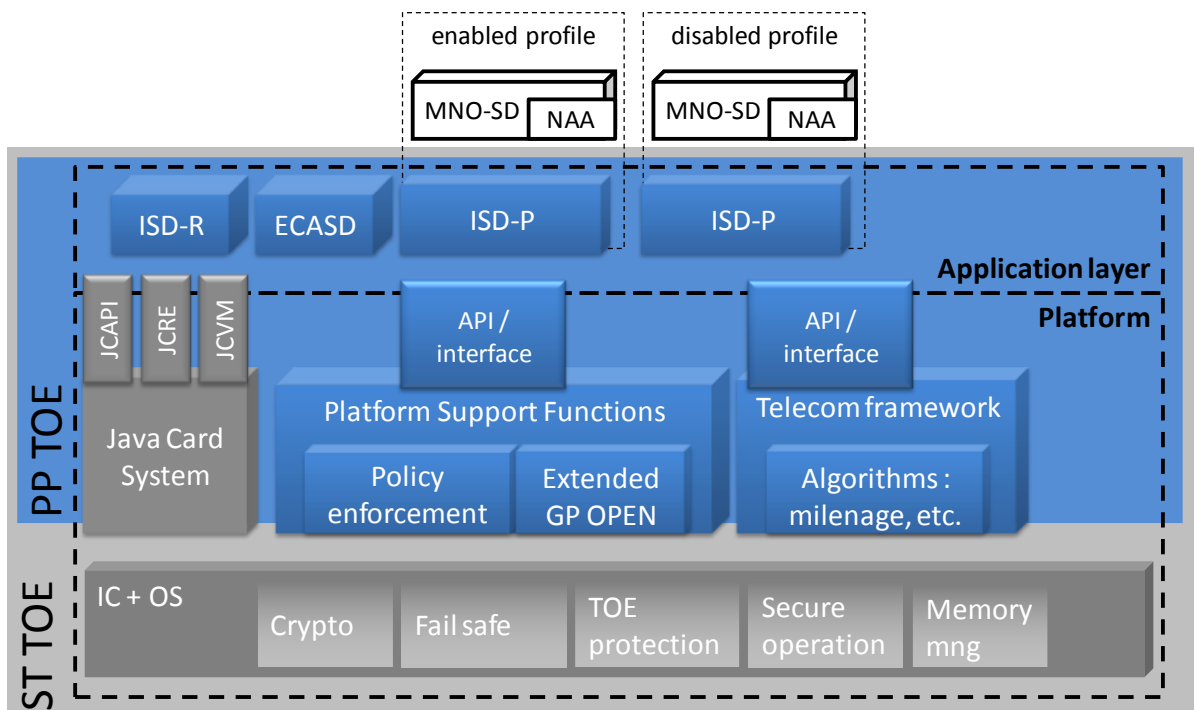 enabled profile
disabled profile
MNO-SD
NAA
MNO-SD
NAA
ISD-R
ECASD
ISD-P
ISD-P
Application layer
Platform
JCAPI
JCRE
JCVM
API /
interface
API /
interface
Java Card
System
Platform Support Functions
Policy
enforcement
Extended
GP OPEN
Telecom framework
Algorithms :
milenage, etc.
PP TOE
ST TOE
IC + OS
Crypto
Fail safe
TOE
protection
Secure
operation
Memory
mng